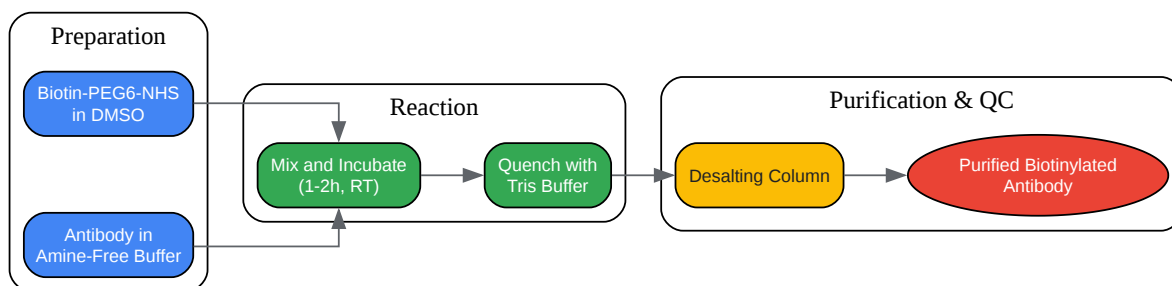 Preparation
Biotin-PEG6-NHS
in DMSO
Antibody in
Amine-Free Buffer
Reaction
Mix and Incubate
(1-2h, RT)
Quench with
Tris Buffer
Purification & QC
Desalting Column
Purified Biotinylated
Antibody